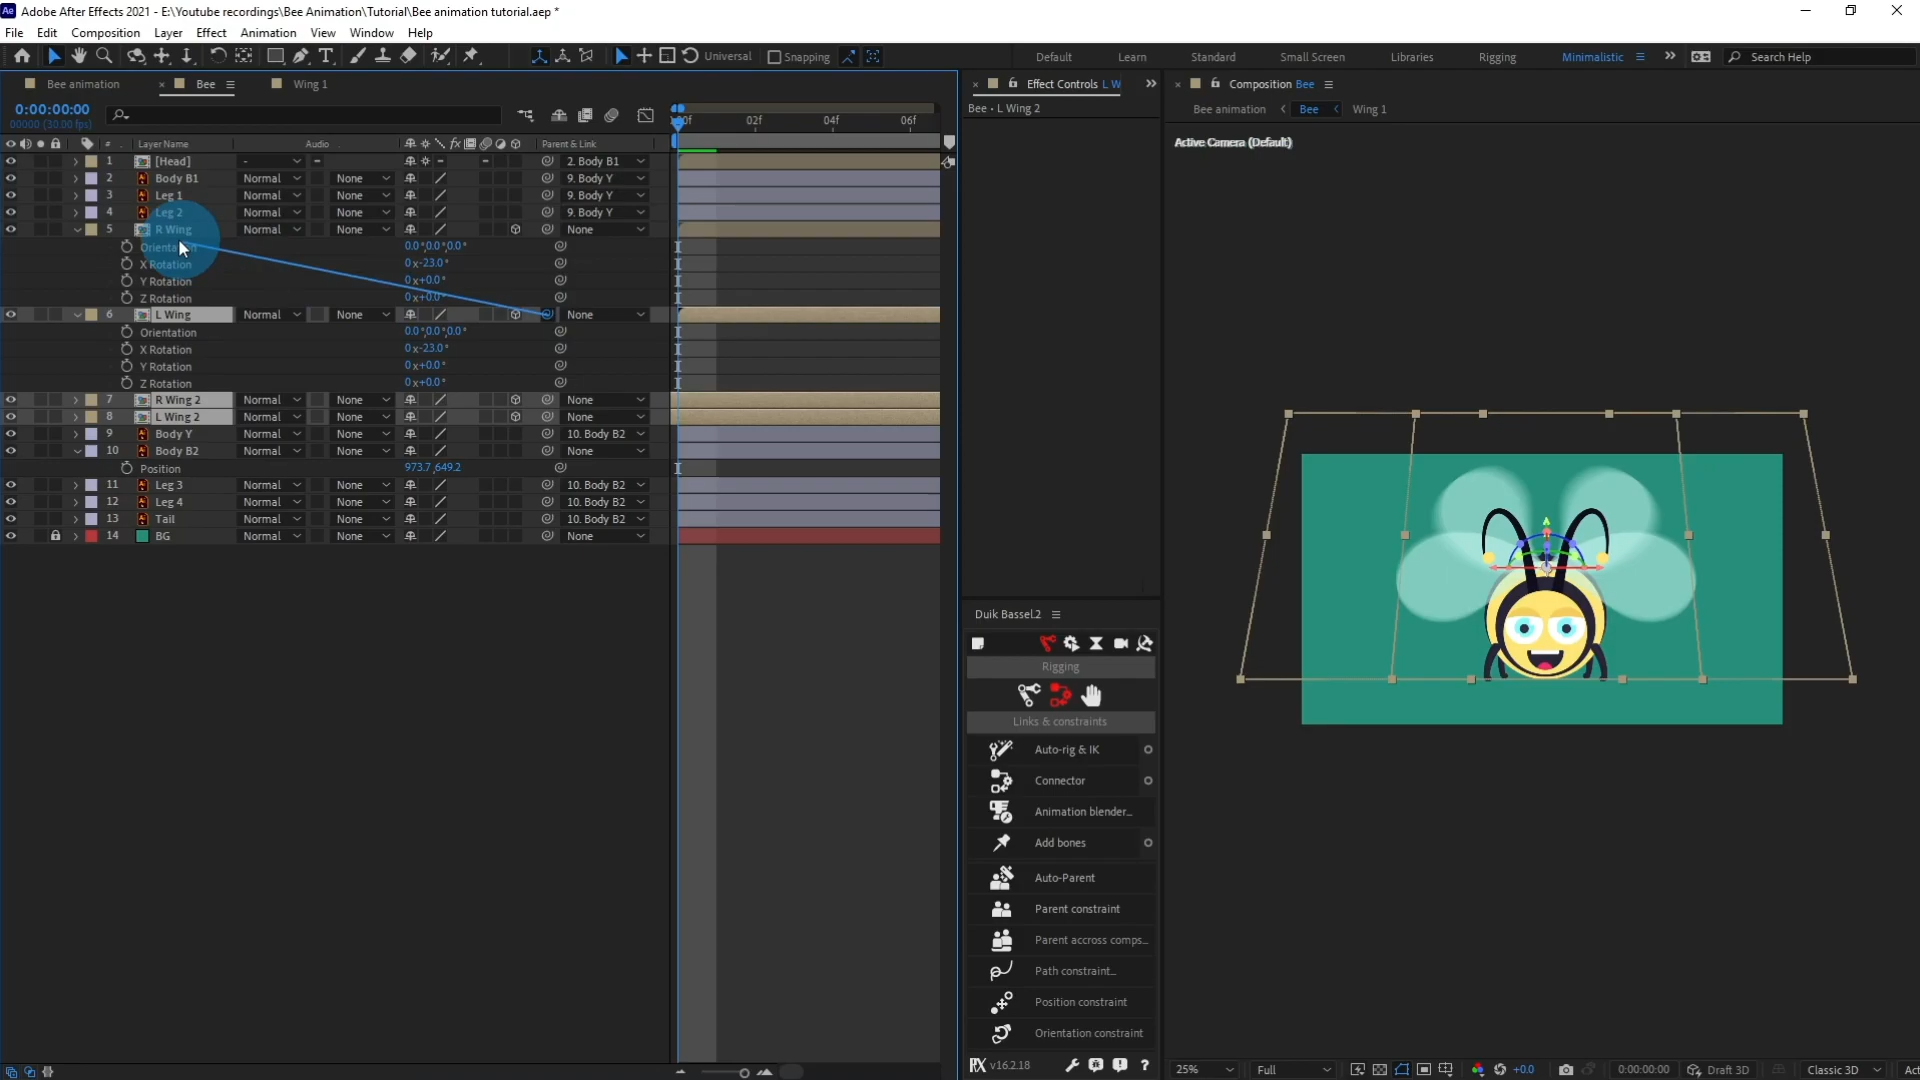 Adobe After Effects 2021 - E:\Youtube recordings\Bee Animation\Tutorial\Bee animation tutorial.aep *
File Edit Composition Layer Effect Animation View Window Help
Universal Snapping Default Learn Standard Small Screen Libraries Rigging Minimalistic Search Help
Bee animation Bee Wing 1 Effect Controls L W Composition Bee
0:00:00:00
00000 (30.00 fps)
Bee • L Wing 2
Bee animation Bee Wing 1
02f 04f 06f
# Layer Name Audio Parent & Link
Active Camera (Default)
1 [Head] - 2. Body B1
2 Body B1 Normal None 9. Body Y
3 Leg 1 Normal None 9. Body Y
4 Leg 2 Normal None 9. Body Y
5 R Wing Normal None None
Orientation 0.0°,0.0°,0.0°
X Rotation 0x-23.0°
Y Rotation 0x+0.0°
Z Rotation 0x+0.0°
6 L Wing Normal None None
Orientation 0.0°,0.0°,0.0°
X Rotation 0x-23.0°
Y Rotation 0x+0.0°
Z Rotation 0x+0.0°
7 R Wing 2 Normal None None
8 L Wing 2 Normal None None
9 Body Y Normal None 10. Body B2
10 Body B2 Normal None None
Position 973.7,649.2
11 Leg 3 Normal None 10. Body B2
12 Leg 4 Normal None 10. Body B2
13 Tail Normal None 10. Body B2
14 BG Normal None None
Duik Bassel.2
Rigging
Links & constraints
Auto-rig & IK
Connector
Animation blender...
Add bones
Auto-Parent
Parent constraint
Parent accross comps...
Path constraint...
Position constraint
Orientation constraint
v16.2.18
25% Full +0.0 0:00:00:00 Draft 3D Classic 3D